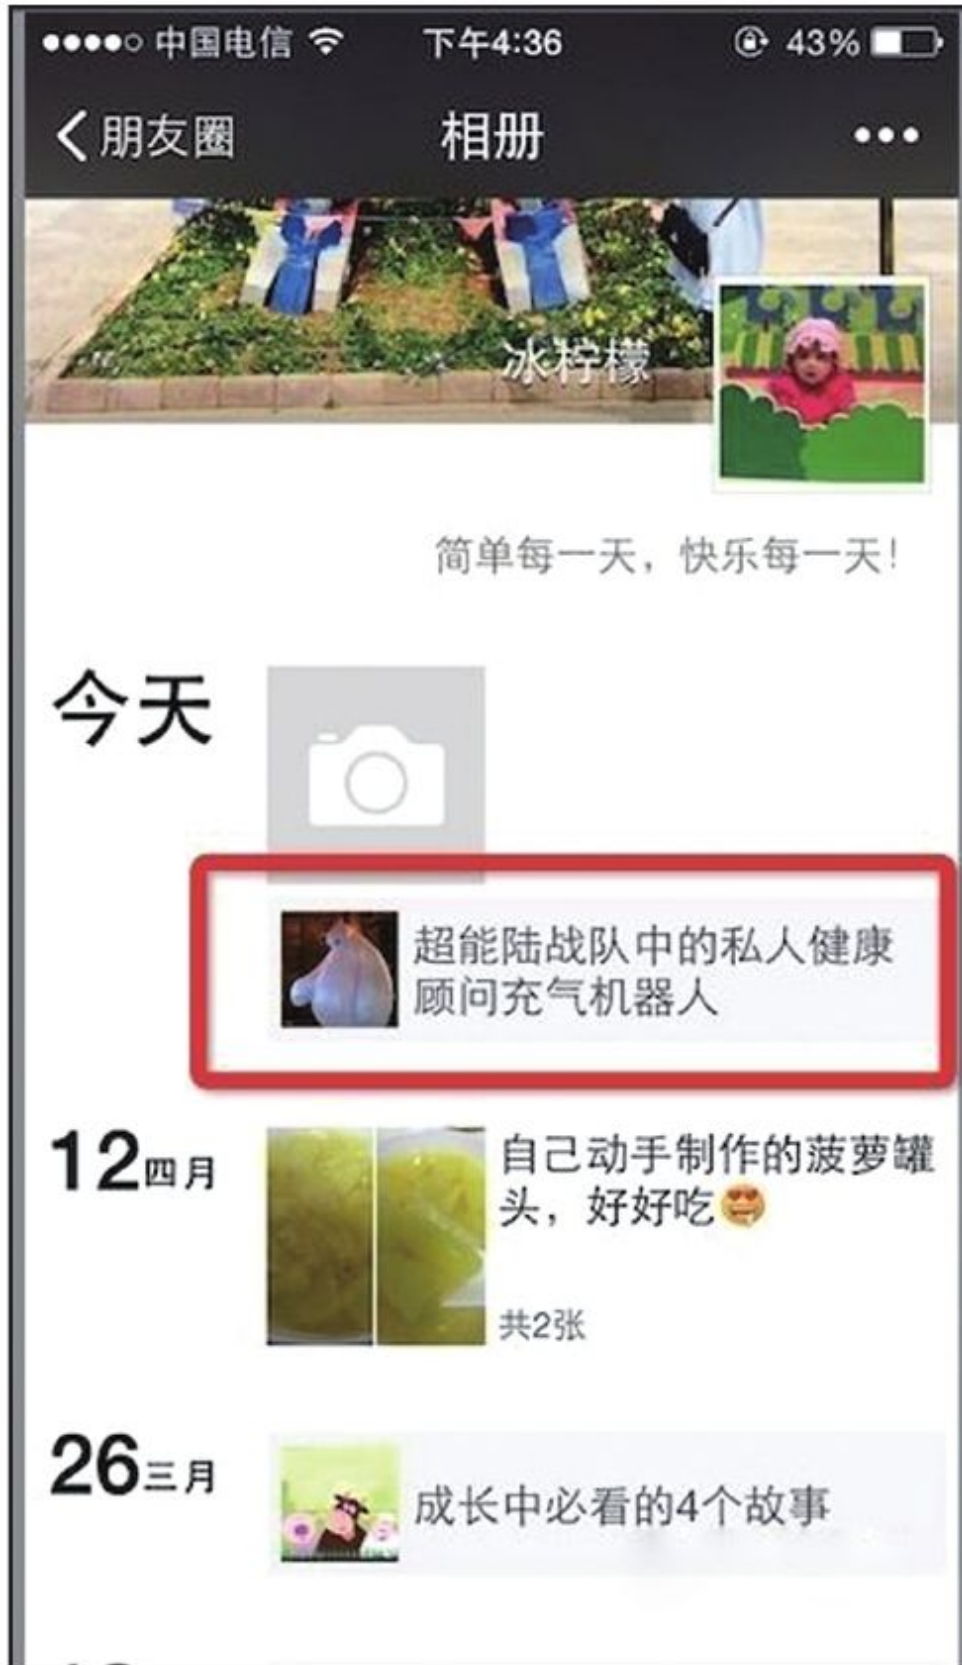 中国电信 下午4:36 43%
朋友圈 相册
冰柠檬
简单每一天，快乐每一天！
今天
超能陆战队中的私人健康
顾问充气机器人
12四月
自己动手制作的菠萝罐
头，好好吃
共2张
26三月
成长中必看的4个故事